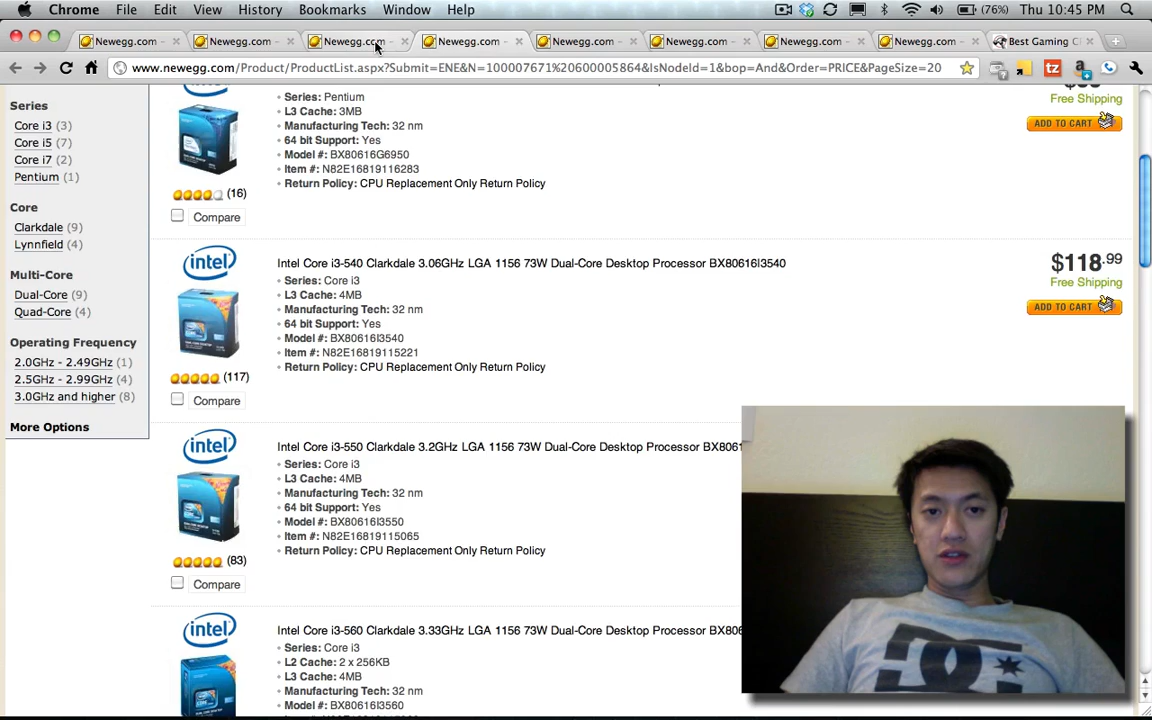 Chrome File Edit View History Bookmarks Window Help (76%) Thu 10:45 PM
Newegg.com - Newegg.com - Newegg.com - Newegg.com - Newegg.com - Newegg.com - Newegg.com - Newegg.com - Best Gaming C
www.newegg.com/Product/ProductList.aspx?Submit=ENE&N=100007671%20600005864&IsNodeId=1&bop=And&Order=PRICE&PageSize=20
Series
Core i3 (3)
Core i5 (7)
Core i7 (2)
Pentium (1)
Core
Clarkdale (9)
Lynnfield (4)
Multi-Core
Dual-Core (9)
Quad-Core (4)
Operating Frequency
2.0GHz - 2.49GHz (1)
2.5GHz - 2.99GHz (4)
3.0GHz and higher (8)
More Options
Series: Pentium
L3 Cache: 3MB
Manufacturing Tech: 32 nm
64 bit Support: Yes
Model #: BX80616G6950
Item #: N82E16819116283
Return Policy: CPU Replacement Only Return Policy
(16)
Compare
Free Shipping
ADD TO CART
intel
Intel Core i3-540 Clarkdale 3.06GHz LGA 1156 73W Dual-Core Desktop Processor BX80616I3540
Series: Core i3
L3 Cache: 4MB
Manufacturing Tech: 32 nm
64 bit Support: Yes
Model #: BX80616I3540
Item #: N82E16819115221
Return Policy: CPU Replacement Only Return Policy
(117)
Compare
$118.99
Free Shipping
ADD TO CART
intel
Intel Core i3-550 Clarkdale 3.2GHz LGA 1156 73W Dual-Core Desktop Processor BX8061
Series: Core i3
L3 Cache: 4MB
Manufacturing Tech: 32 nm
64 bit Support: Yes
Model #: BX80616I3550
Item #: N82E16819115065
Return Policy: CPU Replacement Only Return Policy
(83)
Compare
intel
Intel Core i3-560 Clarkdale 3.33GHz LGA 1156 73W Dual-Core Desktop Processor BX806
Series: Core i3
L2 Cache: 2 x 256KB
L3 Cache: 4MB
Manufacturing Tech: 32 nm
Model #: BX80616I3560
DC